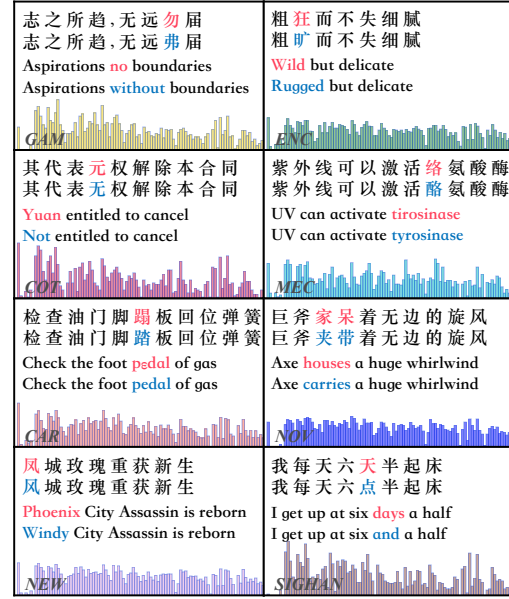 志之所趋,无远勿届
志之所趋,无远弗届
Aspirations no boundaries
Aspirations without boundaries
GAM
粗狂而不失细腻
粗旷而不失细腻
Wild but delicate
Rugged but delicate
ENC
其代表元权解除本合同
其代表无权解除本合同
Yuan entitled to cancel
Not entitled to cancel
COT
紫外线可以激活络氨酸酶
紫外线可以激活酪氨酸酶
UV can activate tirosinase
UV can activate tyrosinase
MEC
检查油门脚蹋板回位弹簧
检查油门脚踏板回位弹簧
Check the foot pedal of gas
Check the foot pedal of gas
CAR
巨斧家呆着无边的旋风
巨斧夹带着无边的旋风
Axe houses a huge whirlwind
Axe carries a huge whirlwind
NOV
凤城玫瑰重获新生
风城玫瑰重获新生
Phoenix City Assassin is reborn
Windy City Assassin is reborn
NEW
我每天六天半起床
我每天六点半起床
I get up at six days a half
I get up at six and a half
SIGHAN